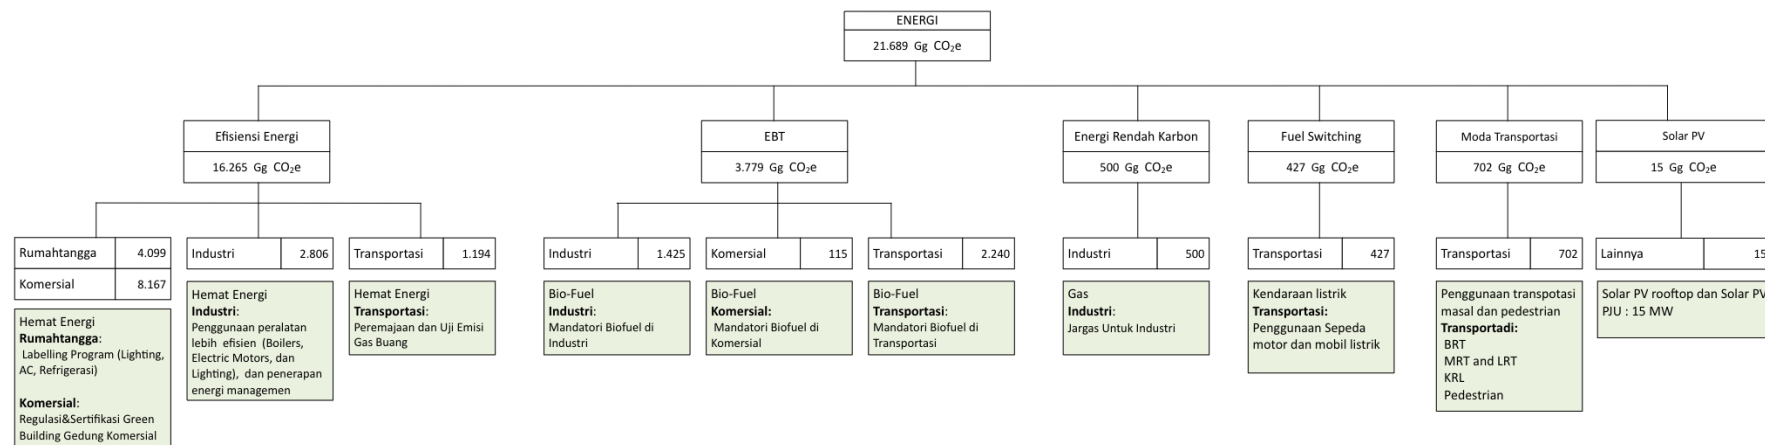 ENERGI
21.689 Gg CO₂e
Efisiensi Energi
16.265 Gg CO₂e
EBT
3.779 Gg CO₂e
Energi Rendah Karbon
500 Gg CO₂e
Fuel Switching
427 Gg CO₂e
Moda Transportasi
702 Gg CO₂e
Solar PV
15 Gg CO₂e
Rumahtangga 4.099
Komersial 8.167
Hemat Energi
Rumahtangga:
Labelling Program (Lighting,
AC, Refrigerasi)
Komersial:
Regulasi&Sertifikasi Green
Building Gedung Komersial
Industri 2.806
Hemat Energi
Industri:
Penggunaan peralatan
lebih efisien (Boilers,
Electric Motors, dan
Lighting), dan penerapan
energi managemen
Transportasi 1.194
Hemat Energi
Transportasi:
Peremajaan dan Uji Emisi
Gas Buang
Industri 1.425
Bio-Fuel
Industri:
Mandatori Biofuel di
Industri
Komersial 115
Bio-Fuel
Komersial:
Mandatori Biofuel di
Komersial
Transportasi 2.240
Bio-Fuel
Transportasi:
Mandatori Biofuel di
Transportasi
Industri 500
Gas
Industri:
Jargas Untuk Industri
Transportasi 427
Kendaraan listrik
Transportasi:
Penggunaan Sepeda
motor dan mobil listrik
Transportasi 702
Penggunaan transpotasi
masal dan pedestrian
Transportadi:
BRT
MRT and LRT
KRL
Pedestrian
Lainnya 15
Solar PV rooftop dan Solar PV
PJU : 15 MW